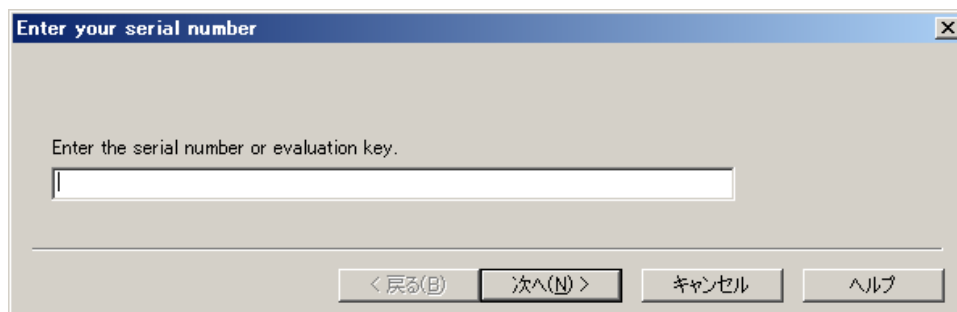 Enter your serial number
Enter the serial number or evaluation key.
< 戻る(B)
次へ(N) >
キャンセル
ヘルプ